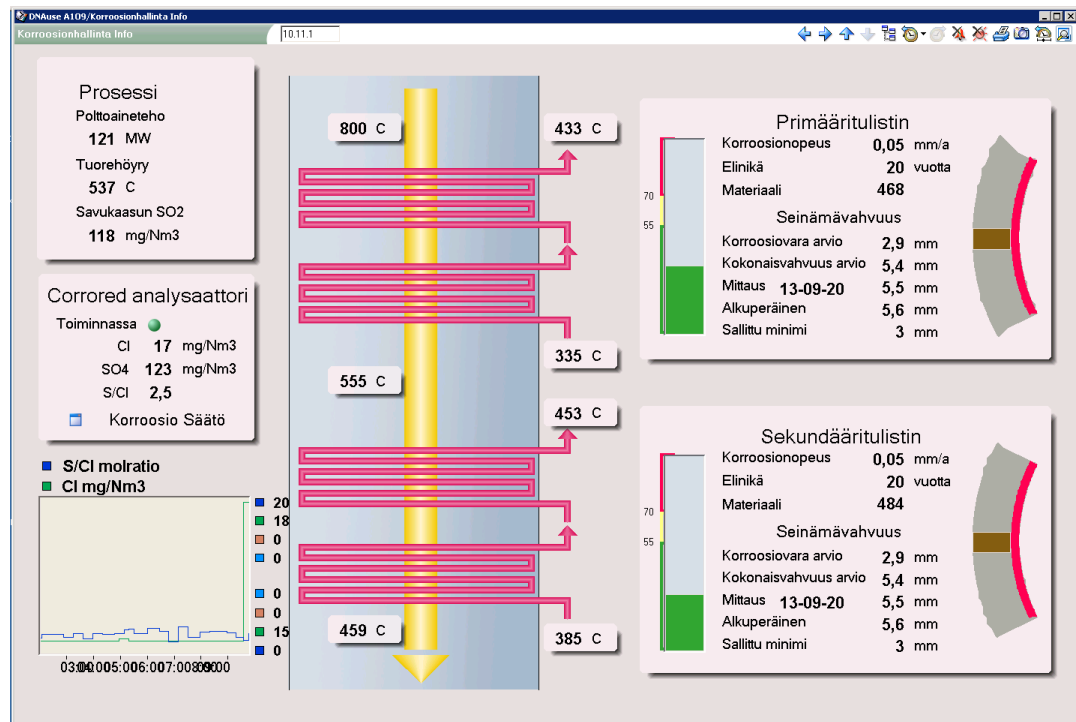 DNAuse A109/Korroosionhallinta Info
Korroosionhallinta Info
10.11.1
Prosessi
Polttoaineteho
121 MW
Tuorehöyry
537 C
Savukaasun SO2
118 mg/Nm3
Corrored analysaattori
Toiminnassa
Cl 17 mg/Nm3
SO4 123 mg/Nm3
S/Cl 2,5
Korroosio Säätö
S/Cl molratio
Cl mg/Nm3
20
18
0
0
0
0
15
0
03:00
800 C
433 C
335 C
555 C
453 C
459 C
385 C
Primääritulistin
Korroosionopeus 0,05 mm/a
Elinikä 20 vuotta
Materiaali 468
Seinämävahvuus
Korroosiovara arvio 2,9 mm
Kokonaisvahvuus arvio 5,4 mm
Mittaus 13-09-20 5,5 mm
Alkuperäinen 5,6 mm
Sallittu minimi 3 mm
70
55
Sekundääritulistin
Korroosionopeus 0,05 mm/a
Elinikä 20 vuotta
Materiaali 484
Seinämävahvuus
Korroosiovara arvio 2,9 mm
Kokonaisvahvuus arvio 5,4 mm
Mittaus 13-09-20 5,5 mm
Alkuperäinen 5,6 mm
Sallittu minimi 3 mm
70
55